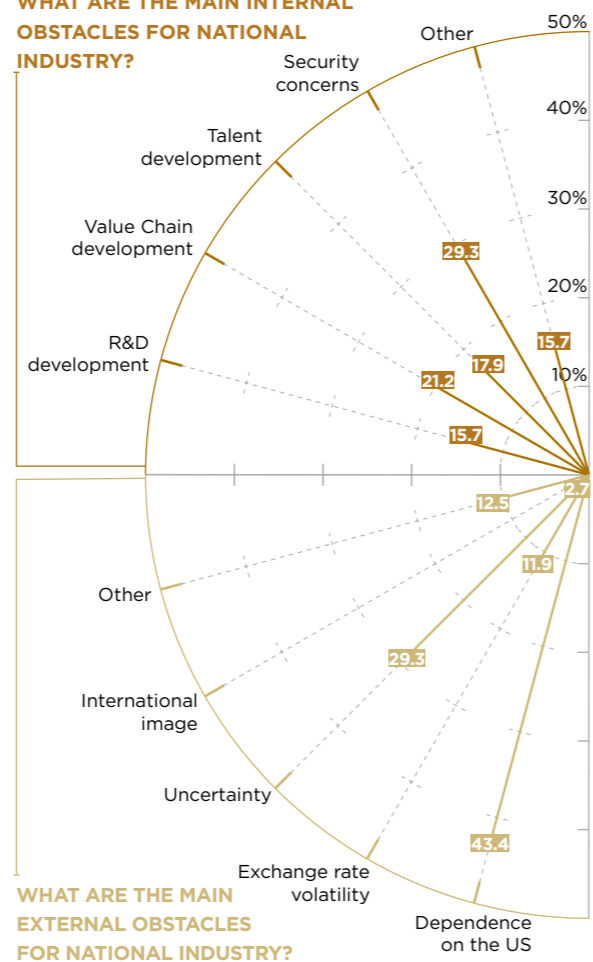 WHAT ARE THE MAIN INTERNAL
OBSTACLES FOR NATIONAL
INDUSTRY?
50%
Other
Security
concerns
40%
Talent
development
30%
Value Chain
development
29.3
20%
15.7
R&D
development
17.9
10%
21.2
15.7
2.7
12.5
11.9
Other
29.3
International
image
Uncertainty
43.4
Exchange rate
volatility
WHAT ARE THE MAIN
EXTERNAL OBSTACLES
FOR NATIONAL INDUSTRY?
Dependence
on the US